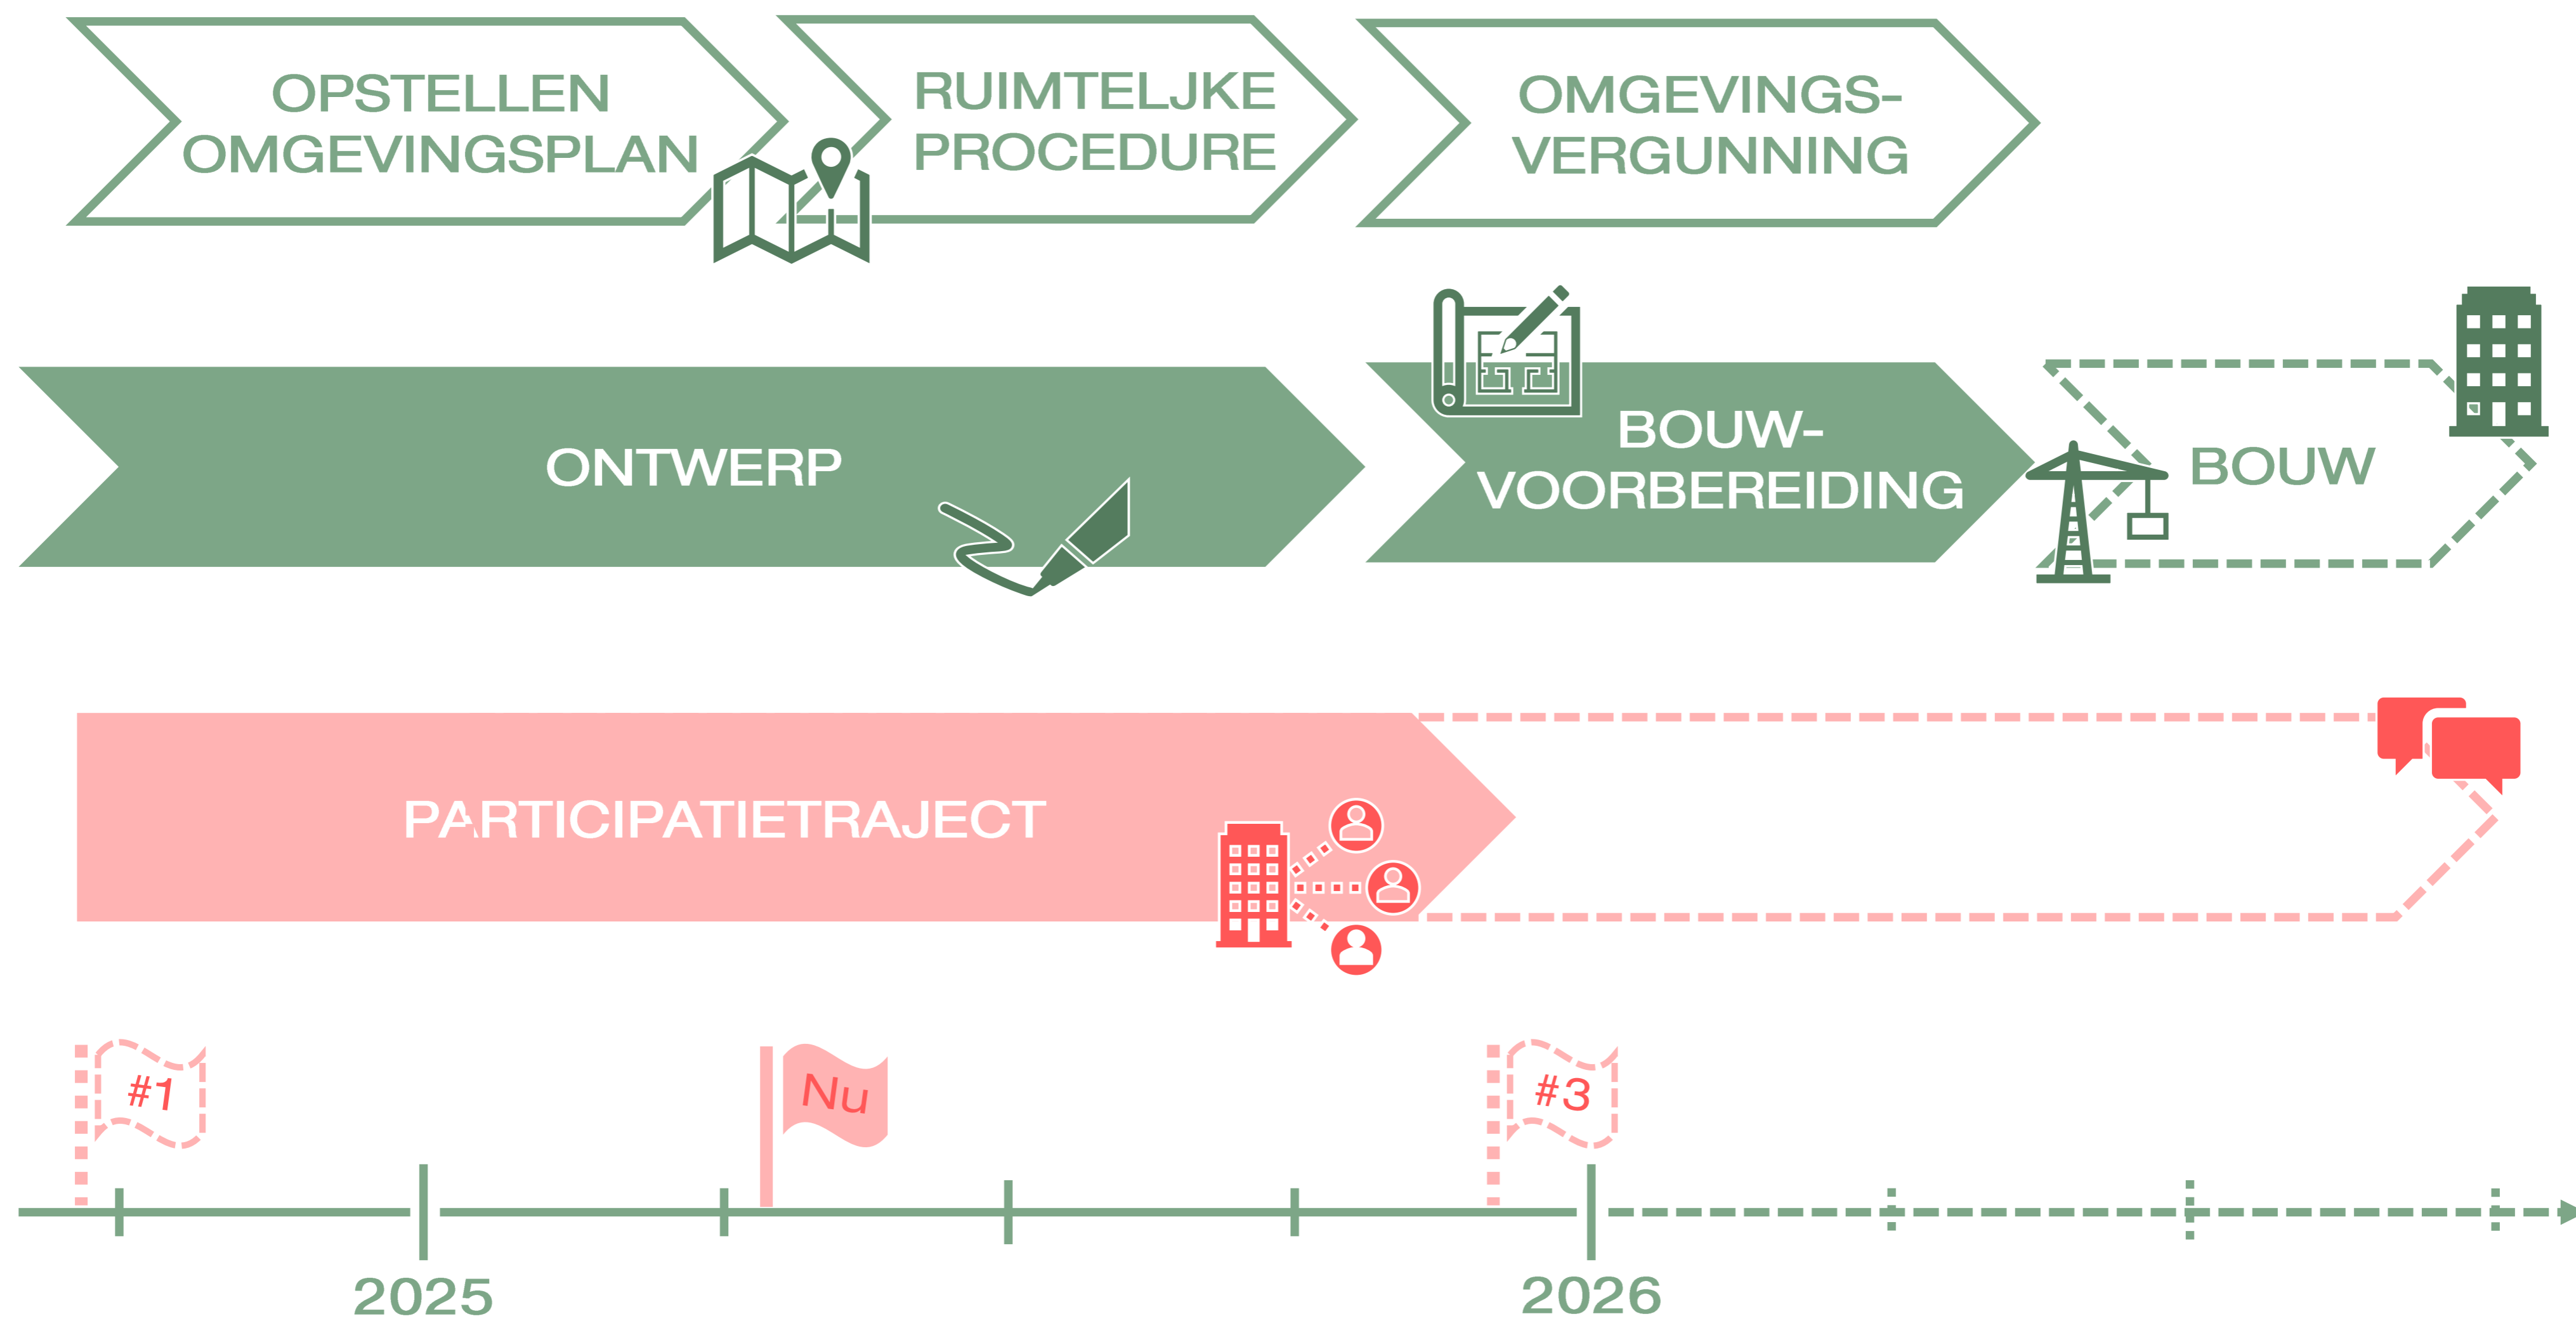 OPSTELLEN
OMGEVINGSPLAN
RUIMTELJKE
PROCEDURE
OMGEVINGS-
VERGUNNING
ONTWERP
BOUW-
VOORBEREIDING
BOUW
PARTICIPATIETRAJECT
#1
Nu
#3
2025
2026